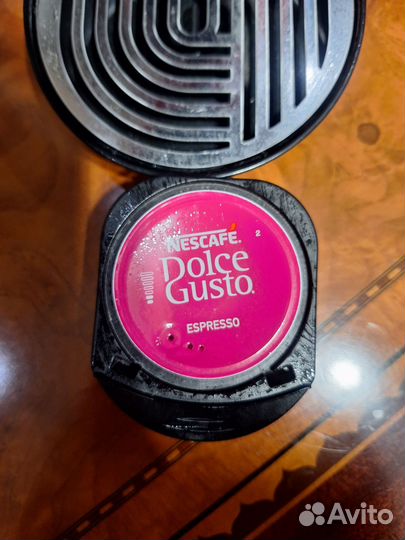 NESCAFÉ.
2
Dolce
Gusto.
ESPRESSO
Avito